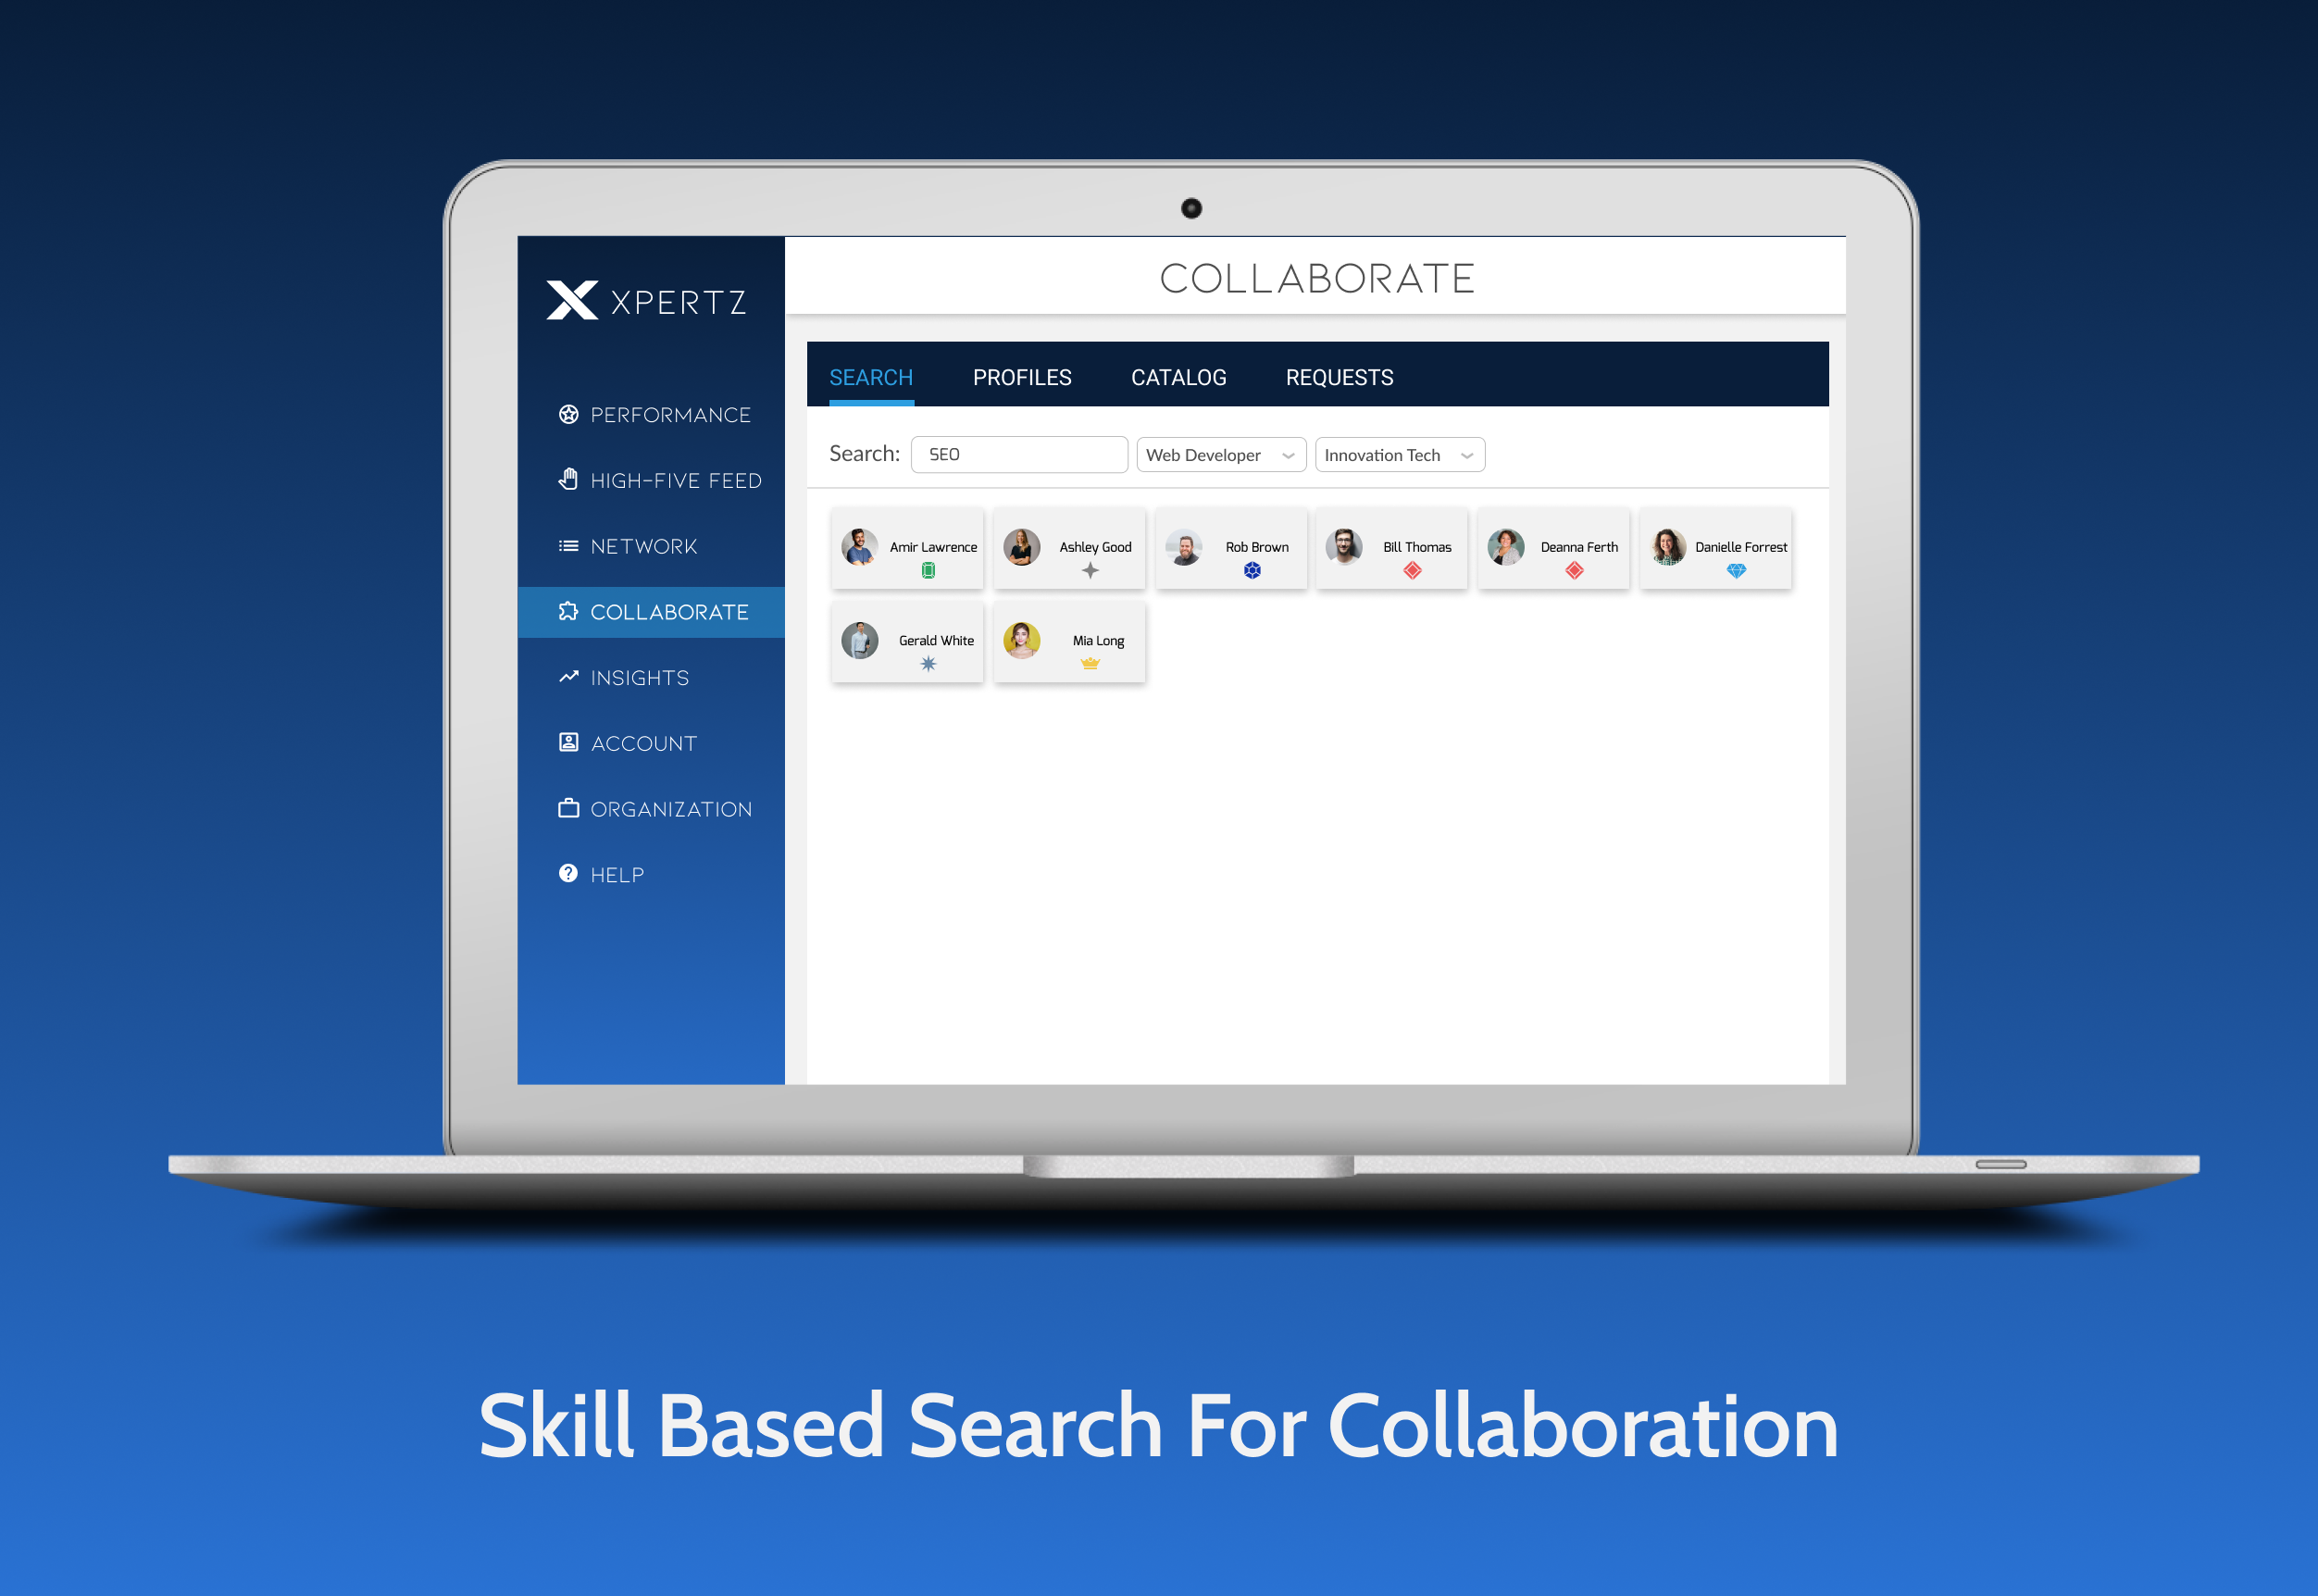 XPERTZ
PERFORMANCE
HIGH-FIVE FEED
NETWORK
COLLABORATE
INSIGHTS
ACCOUNT
ORGANIZATION
HELP
COLLABORATE
SEARCH PROFILES CATALOG REQUESTS
Search: SEO Web Developer Innovation Tech
Amir Lawrence Ashley Good Rob Brown Bill Thomas Deanna Ferth Danielle Forrest
Gerald White Mia Long
Skill Based Search For Collaboration